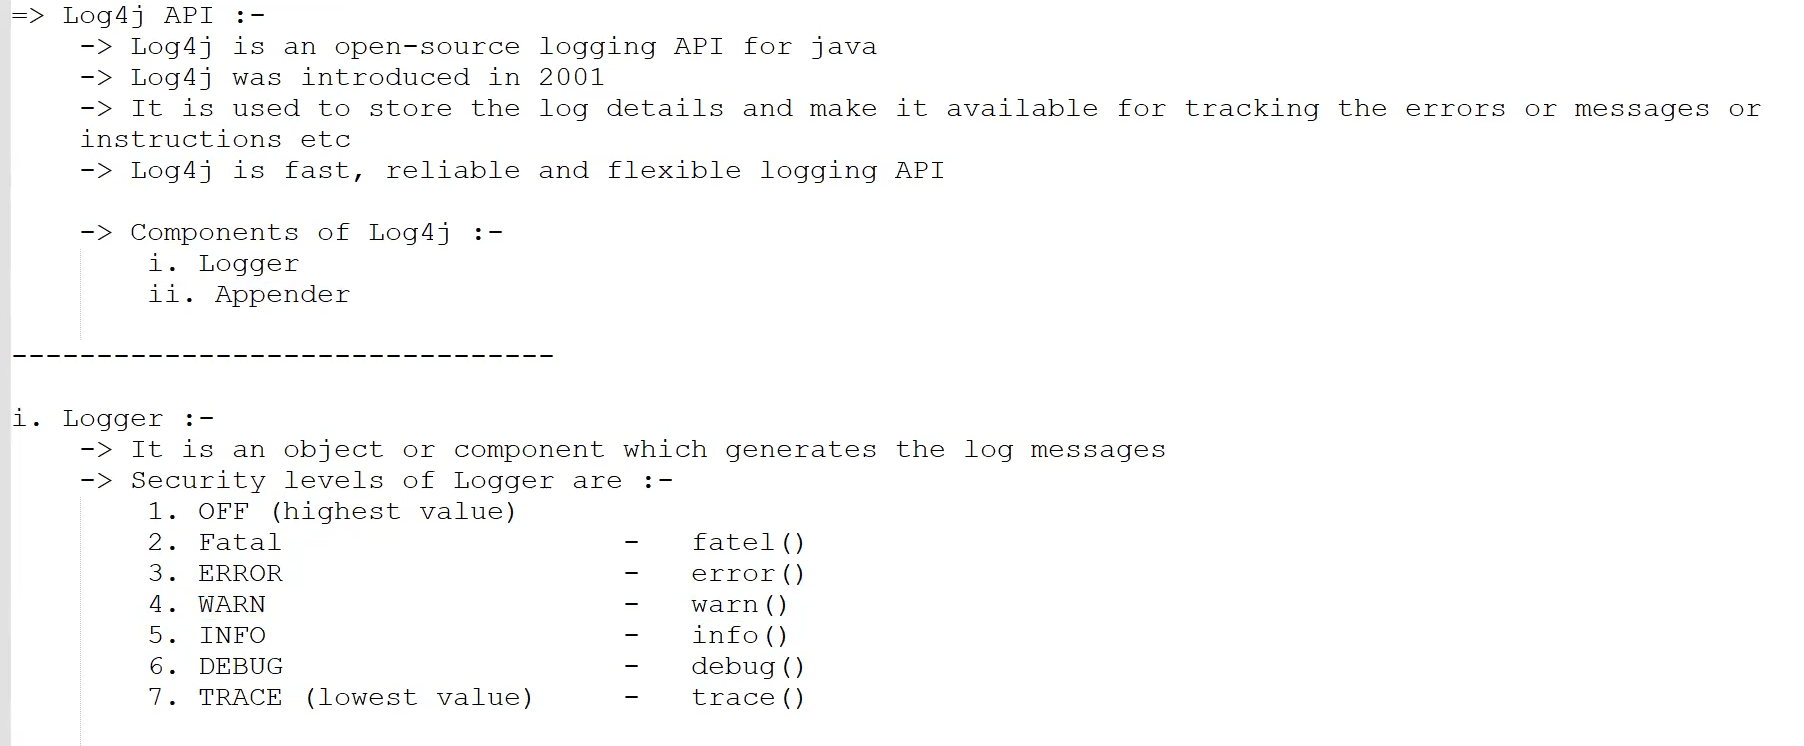 => Log4j API :-
-> Log4j is an open-source logging API for java
-> Log4j was introduced in 2001
-> It is used to store the log details and make it available for tracking the errors or messages or
instructions etc
-> Log4j is fast, reliable and flexible logging API
-> Components of Log4j :-
i. Logger
ii. Appender
--------------------------------
i. Logger :-
-> It is an object or component which generates the log messages
-> Security levels of Logger are :-
1. OFF (highest value)
2. Fatal - fatel()
3. ERROR - error()
4. WARN - warn()
5. INFO - info()
6. DEBUG - debug()
7. TRACE (lowest value) - trace()